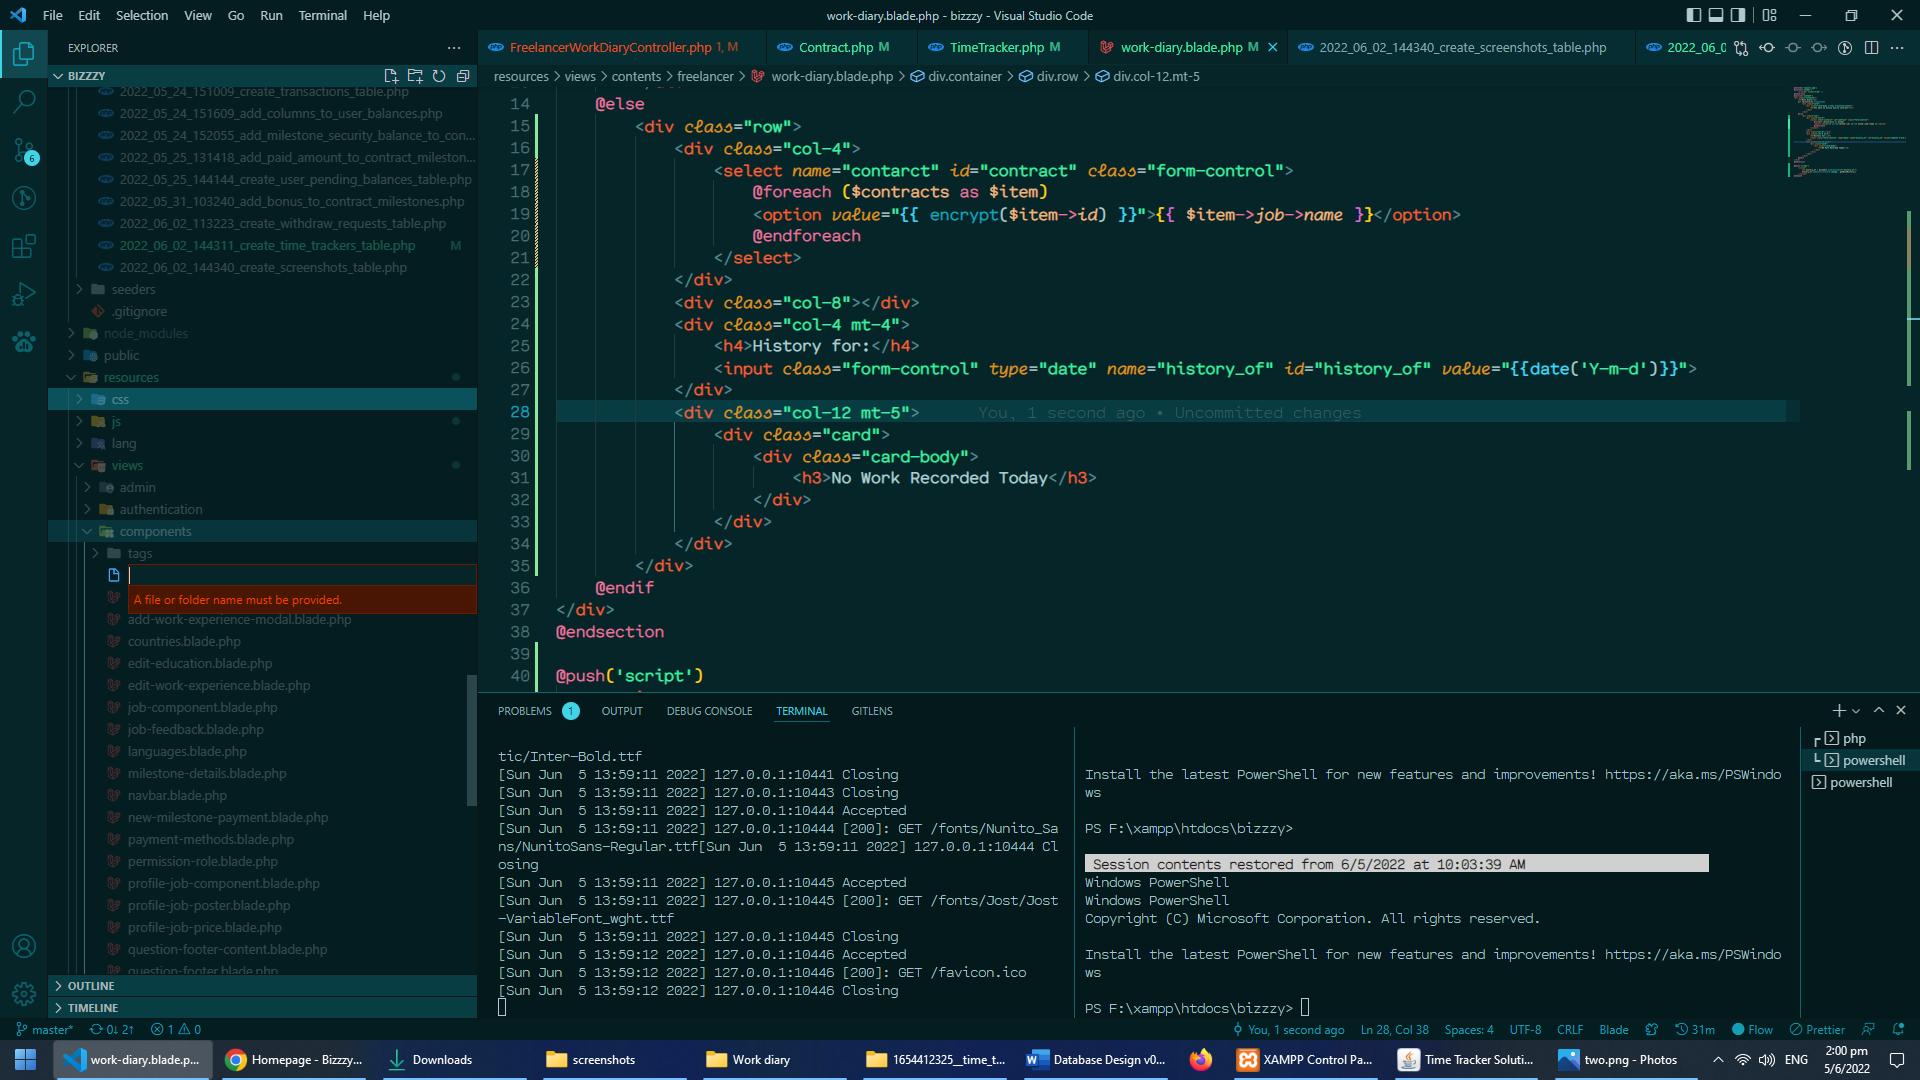 File Edit Selection View Go Run Terminal Help
work-diary.blade.php - bizzzy - Visual Studio Code
EXPLORER
FreelancerWorkDiaryController.php 1, M
Contract.php M
TimeTracker.php M
work-diary.blade.php M
2022_06_02_144340_create_screenshots_table.php
2022_06_0
BIZZZY
resources > views > contents > freelancer > work-diary.blade.php > div.container > div.row > div.col-12.mt-5
2022_05_24_151009_create_transactions_table.php
2022_05_24_151609_add_columns_to_user_balances.php
2022_05_24_152055_add_milestone_security_balance_to_con...
2022_05_25_131418_add_paid_amount_to_contract_mileston...
2022_05_25_144144_create_user_pending_balances_table.php
2022_05_31_103240_add_bonus_to_contract_milestones.php
2022_06_02_113223_create_withdraw_requests_table.php
2022_06_02_144311_create_time_trackers_table.php M
2022_06_02_144340_create_screenshots_table.php
seeders
.gitignore
node_modules
public
resources
css
js
lang
views
admin
authentication
components
tags
A file or folder name must be provided.
add-work-experience-modal.blade.php
countries.blade.php
edit-education.blade.php
edit-work-experience.blade.php
job-component.blade.php
job-feedback.blade.php
languages.blade.php
milestone-details.blade.php
navbar.blade.php
new-milestone-payment.blade.php
payment-methods.blade.php
permission-role.blade.php
profile-job-component.blade.php
profile-job-poster.blade.php
profile-job-price.blade.php
question-footer-content.blade.php
question-footer.blade.php
OUTLINE
TIMELINE
6
14 @else
15 <div class="row">
16 <div class="col-4">
17 <select name="contarct" id="contract" class="form-control">
18 @foreach ($contracts as $item)
19 <option value="{{ encrypt($item->id) }}">{{ $item->job->name }}</option>
20 @endforeach
21 </select>
22 </div>
23 <div class="col-8"></div>
24 <div class="col-4 mt-4">
25 <h4>History for:</h4>
26 <input class="form-control" type="date" name="history_of" id="history_of" value="{{date('Y-m-d')}}">
27 </div>
28 <div class="col-12 mt-5"> You, 1 second ago • Uncommitted changes
29 <div class="card">
30 <div class="card-body">
31 <h3>No Work Recorded Today</h3>
32 </div>
33 </div>
34 </div>
35 </div>
36 @endif
37 </div>
38 @endsection
39
40 @push('script')
PROBLEMS 1 OUTPUT DEBUG CONSOLE TERMINAL GITLENS
tic/Inter-Bold.ttf
[Sun Jun  5 13:59:11 2022] 127.0.0.1:10441 Closing
[Sun Jun  5 13:59:11 2022] 127.0.0.1:10443 Closing
[Sun Jun  5 13:59:11 2022] 127.0.0.1:10444 Accepted
[Sun Jun  5 13:59:11 2022] 127.0.0.1:10444 [200]: GET /fonts/Nunito_Sa
ns/NunitoSans-Regular.ttf[Sun Jun  5 13:59:11 2022] 127.0.0.1:10444 Cl
osing
[Sun Jun  5 13:59:11 2022] 127.0.0.1:10445 Accepted
[Sun Jun  5 13:59:11 2022] 127.0.0.1:10445 [200]: GET /fonts/Jost/Jost
-VariableFont_wght.ttf
[Sun Jun  5 13:59:11 2022] 127.0.0.1:10445 Closing
[Sun Jun  5 13:59:11 2022] 127.0.0.1:10446 Accepted
[Sun Jun  5 13:59:12 2022] 127.0.0.1:10446 [200]: GET /favicon.ico
[Sun Jun  5 13:59:12 2022] 127.0.0.1:10446 Closing
Install the latest PowerShell for new features and improvements! https://aka.ms/PSWindo
ws
PS F:\xampp\htdocs\bizzzy>
Session contents restored from 6/5/2022 at 10:03:39 AM
Windows PowerShell
Windows PowerShell
Copyright (C) Microsoft Corporation. All rights reserved.
Install the latest PowerShell for new features and improvements! https://aka.ms/PSWindo
ws
PS F:\xampp\htdocs\bizzzy>
php
powershell
powershell
master* 0↓ 2↑ 1 0
You, 1 second ago Ln 28, Col 38 Spaces: 4 UTF-8 CRLF Blade 31m Flow Prettier
work-diary.blade.p... Homepage - Bizzzy... Downloads screenshots Work diary 1654412325__time_t... Database Design v0... XAMPP Control Pa... Time Tracker Soluti... two.png - Photos ENG
2:00 pm
5/6/2022